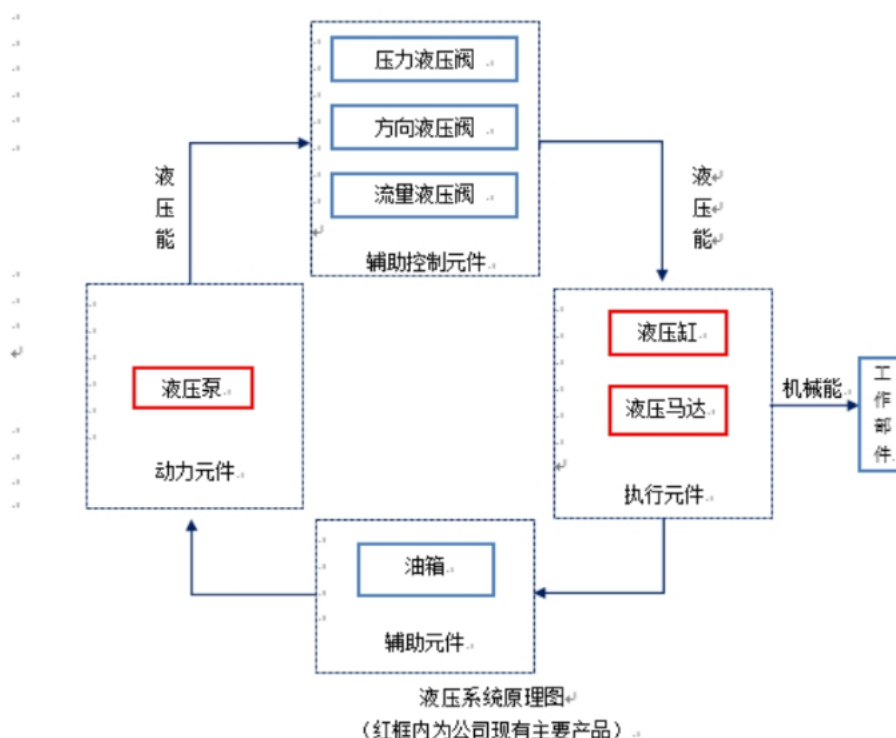 压力液压阀
方向液压阀
流量液压阀
辅助控制元件
液压能
液压能
液压泵
动力元件
液压缸
液压马达
执行元件
机械能
工作部件
油箱
辅助元件
液压系统原理图
（红框内为公司现有主要产品）